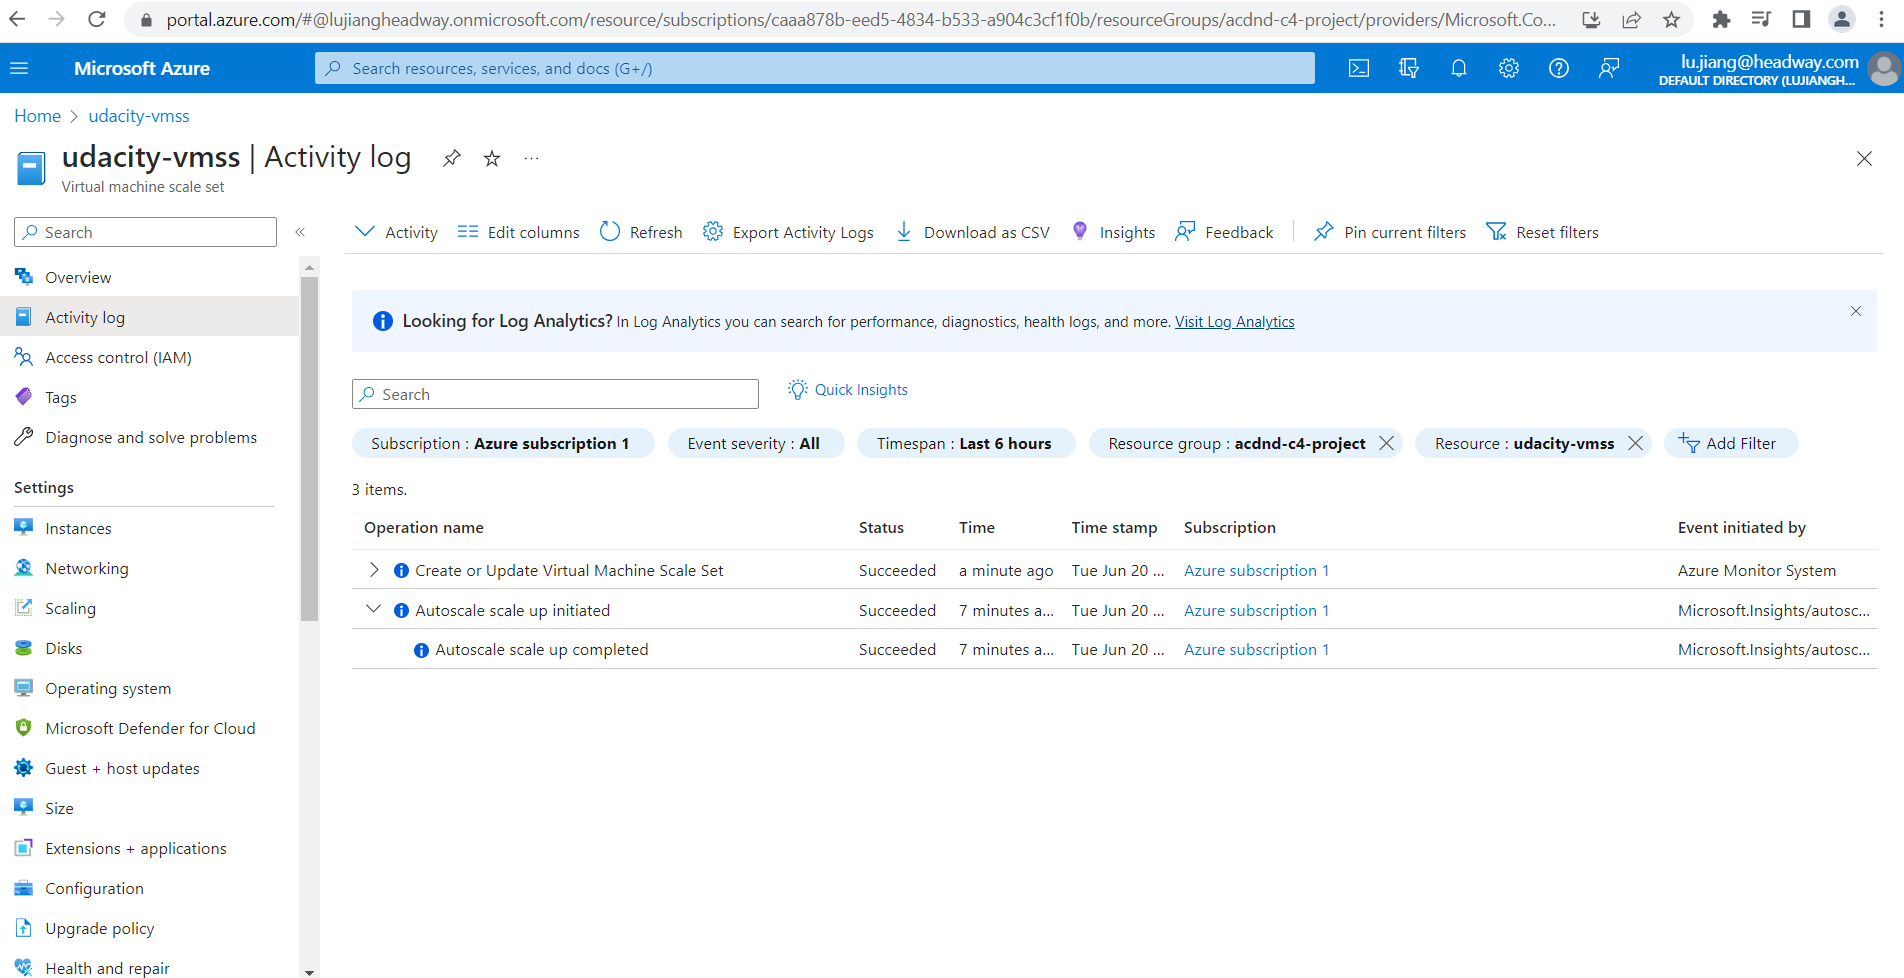 portal.azure.com/#@lujiangheadway.onmicrosoft.com/resource/subscriptions/caaa878b-eed5-4834-b533-a904c3cf1f0b/resourceGroups/acdnd-c4-project/providers/Microsoft.Co...
Microsoft Azure
Search resources, services, and docs (G+/)
lu.jiang@headway.com
DEFAULT DIRECTORY (LUJIANGH...
Home > udacity-vmss
udacity-vmss | Activity log
Virtual machine scale set
Search
Activity Edit columns Refresh Export Activity Logs Download as CSV Insights Feedback Pin current filters Reset filters
Overview
Activity log
Access control (IAM)
Tags
Diagnose and solve problems
Settings
Instances
Networking
Scaling
Disks
Operating system
Microsoft Defender for Cloud
Guest + host updates
Size
Extensions + applications
Configuration
Upgrade policy
Health and repair
Looking for Log Analytics? In Log Analytics you can search for performance, diagnostics, health logs, and more. Visit Log Analytics
Search
Quick Insights
Subscription : Azure subscription 1 Event severity : All Timespan : Last 6 hours Resource group : acdnd-c4-project Resource : udacity-vmss Add Filter
3 items.
Operation name Status Time Time stamp Subscription Event initiated by
Create or Update Virtual Machine Scale Set Succeeded a minute ago Tue Jun 20 ... Azure subscription 1 Azure Monitor System
Autoscale scale up initiated Succeeded 7 minutes a... Tue Jun 20 ... Azure subscription 1 Microsoft.Insights/autosc...
Autoscale scale up completed Succeeded 7 minutes a... Tue Jun 20 ... Azure subscription 1 Microsoft.Insights/autosc...